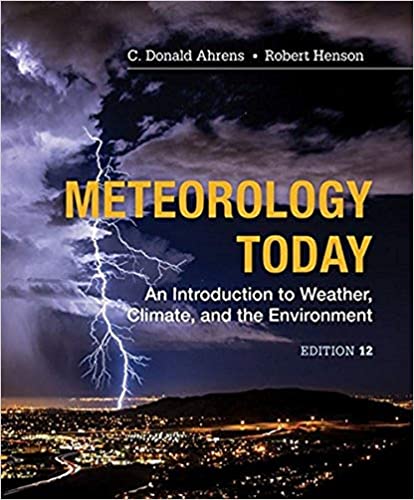 C. Donald Ahrens • Robert Henson
METEOROLOGY
TODAY
An Introduction to Weather,
Climate, and the Environment
EDITION 12